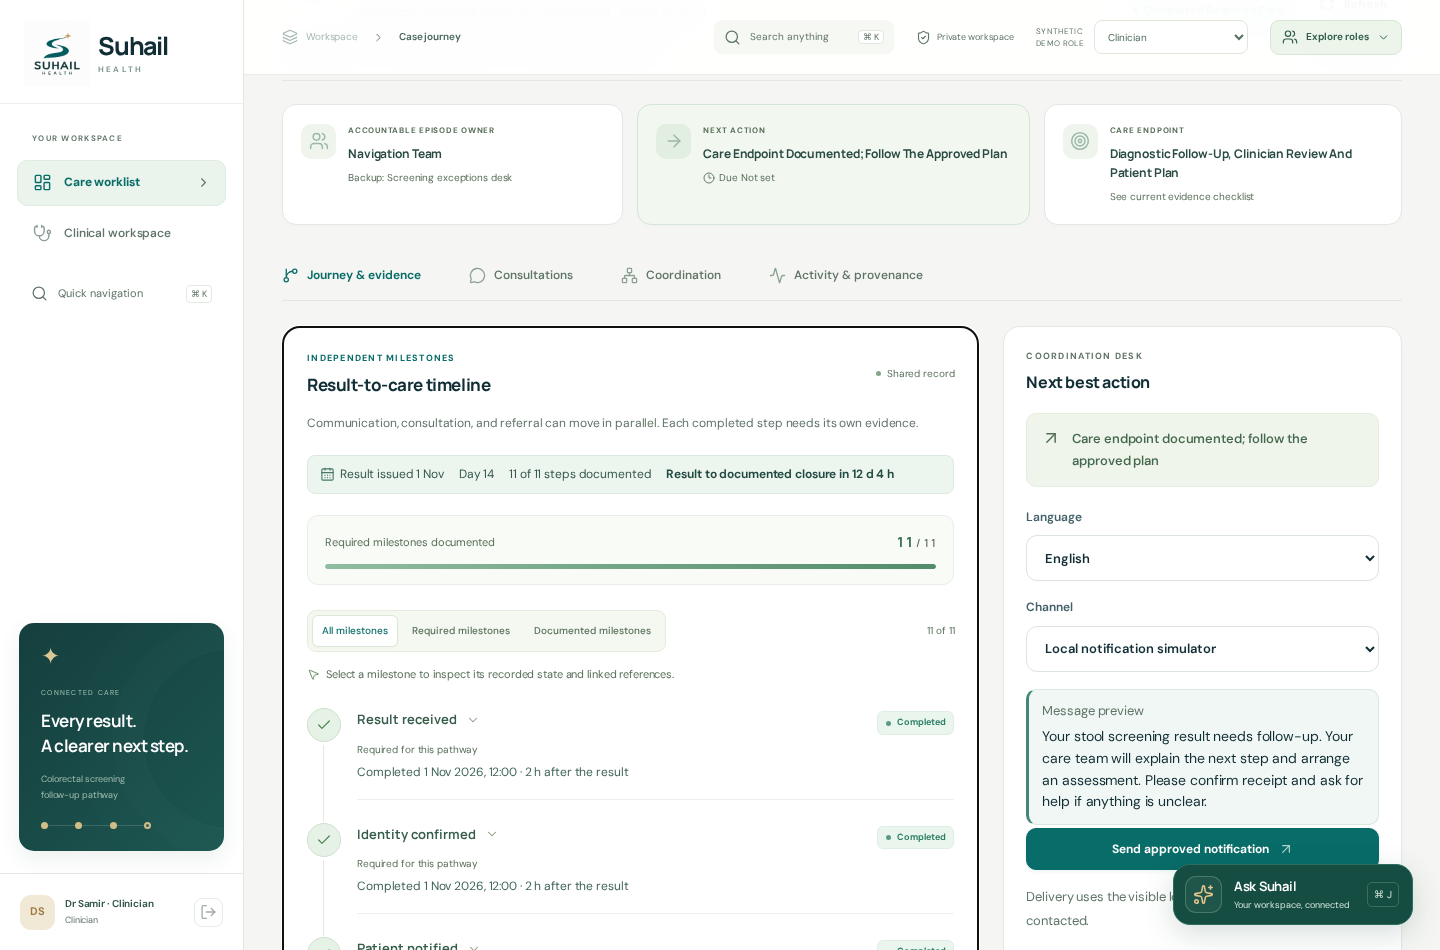 SUHAIL
HEALTH
Suhail
HEALTH
YOUR WORKSPACE
Care worklist
Clinical workspace
Quick navigation
⌘ K
CONNECTED CARE
Every result.
A clearer next step.
Colorectal screening
follow-up pathway
DS
Dr Samir · Clinician
Clinician
Workspace
Case journey
Search anything
⌘ K
Private workspace
SYNTHETIC
DEMO ROLE
Clinician
Explore roles
ACCOUNTABLE EPISODE OWNER
Navigation Team
Backup: Screening exceptions desk
NEXT ACTION
Care Endpoint Documented; Follow The Approved Plan
Due Not set
CARE ENDPOINT
Diagnostic Follow-Up, Clinician Review And
Patient Plan
See current evidence checklist
Journey & evidence
Consultations
Coordination
Activity & provenance
INDEPENDENT MILESTONES
Result-to-care timeline
Shared record
Communication, consultation, and referral can move in parallel. Each completed step needs its own evidence.
Result issued 1 Nov Day 14 11 of 11 steps documented Result to documented closure in 12 d 4 h
Required milestones documented
11 / 11
All milestones
Required milestones
Documented milestones
11 of 11
Select a milestone to inspect its recorded state and linked references.
Result received
Completed
Required for this pathway
Completed 1 Nov 2026, 12:00 · 2 h after the result
Identity confirmed
Completed
Required for this pathway
Completed 1 Nov 2026, 12:00 · 2 h after the result
Patient notified
Completed
COORDINATION DESK
Next best action
Care endpoint documented; follow the
approved plan
Language
English
Channel
Local notification simulator
Message preview
Your stool screening result needs follow-up. Your
care team will explain the next step and arrange
an assessment. Please confirm receipt and ask for
help if anything is unclear.
Send approved notification
Delivery uses the visible
contacted.
Ask Suhail
Your workspace, connected
⌘ J